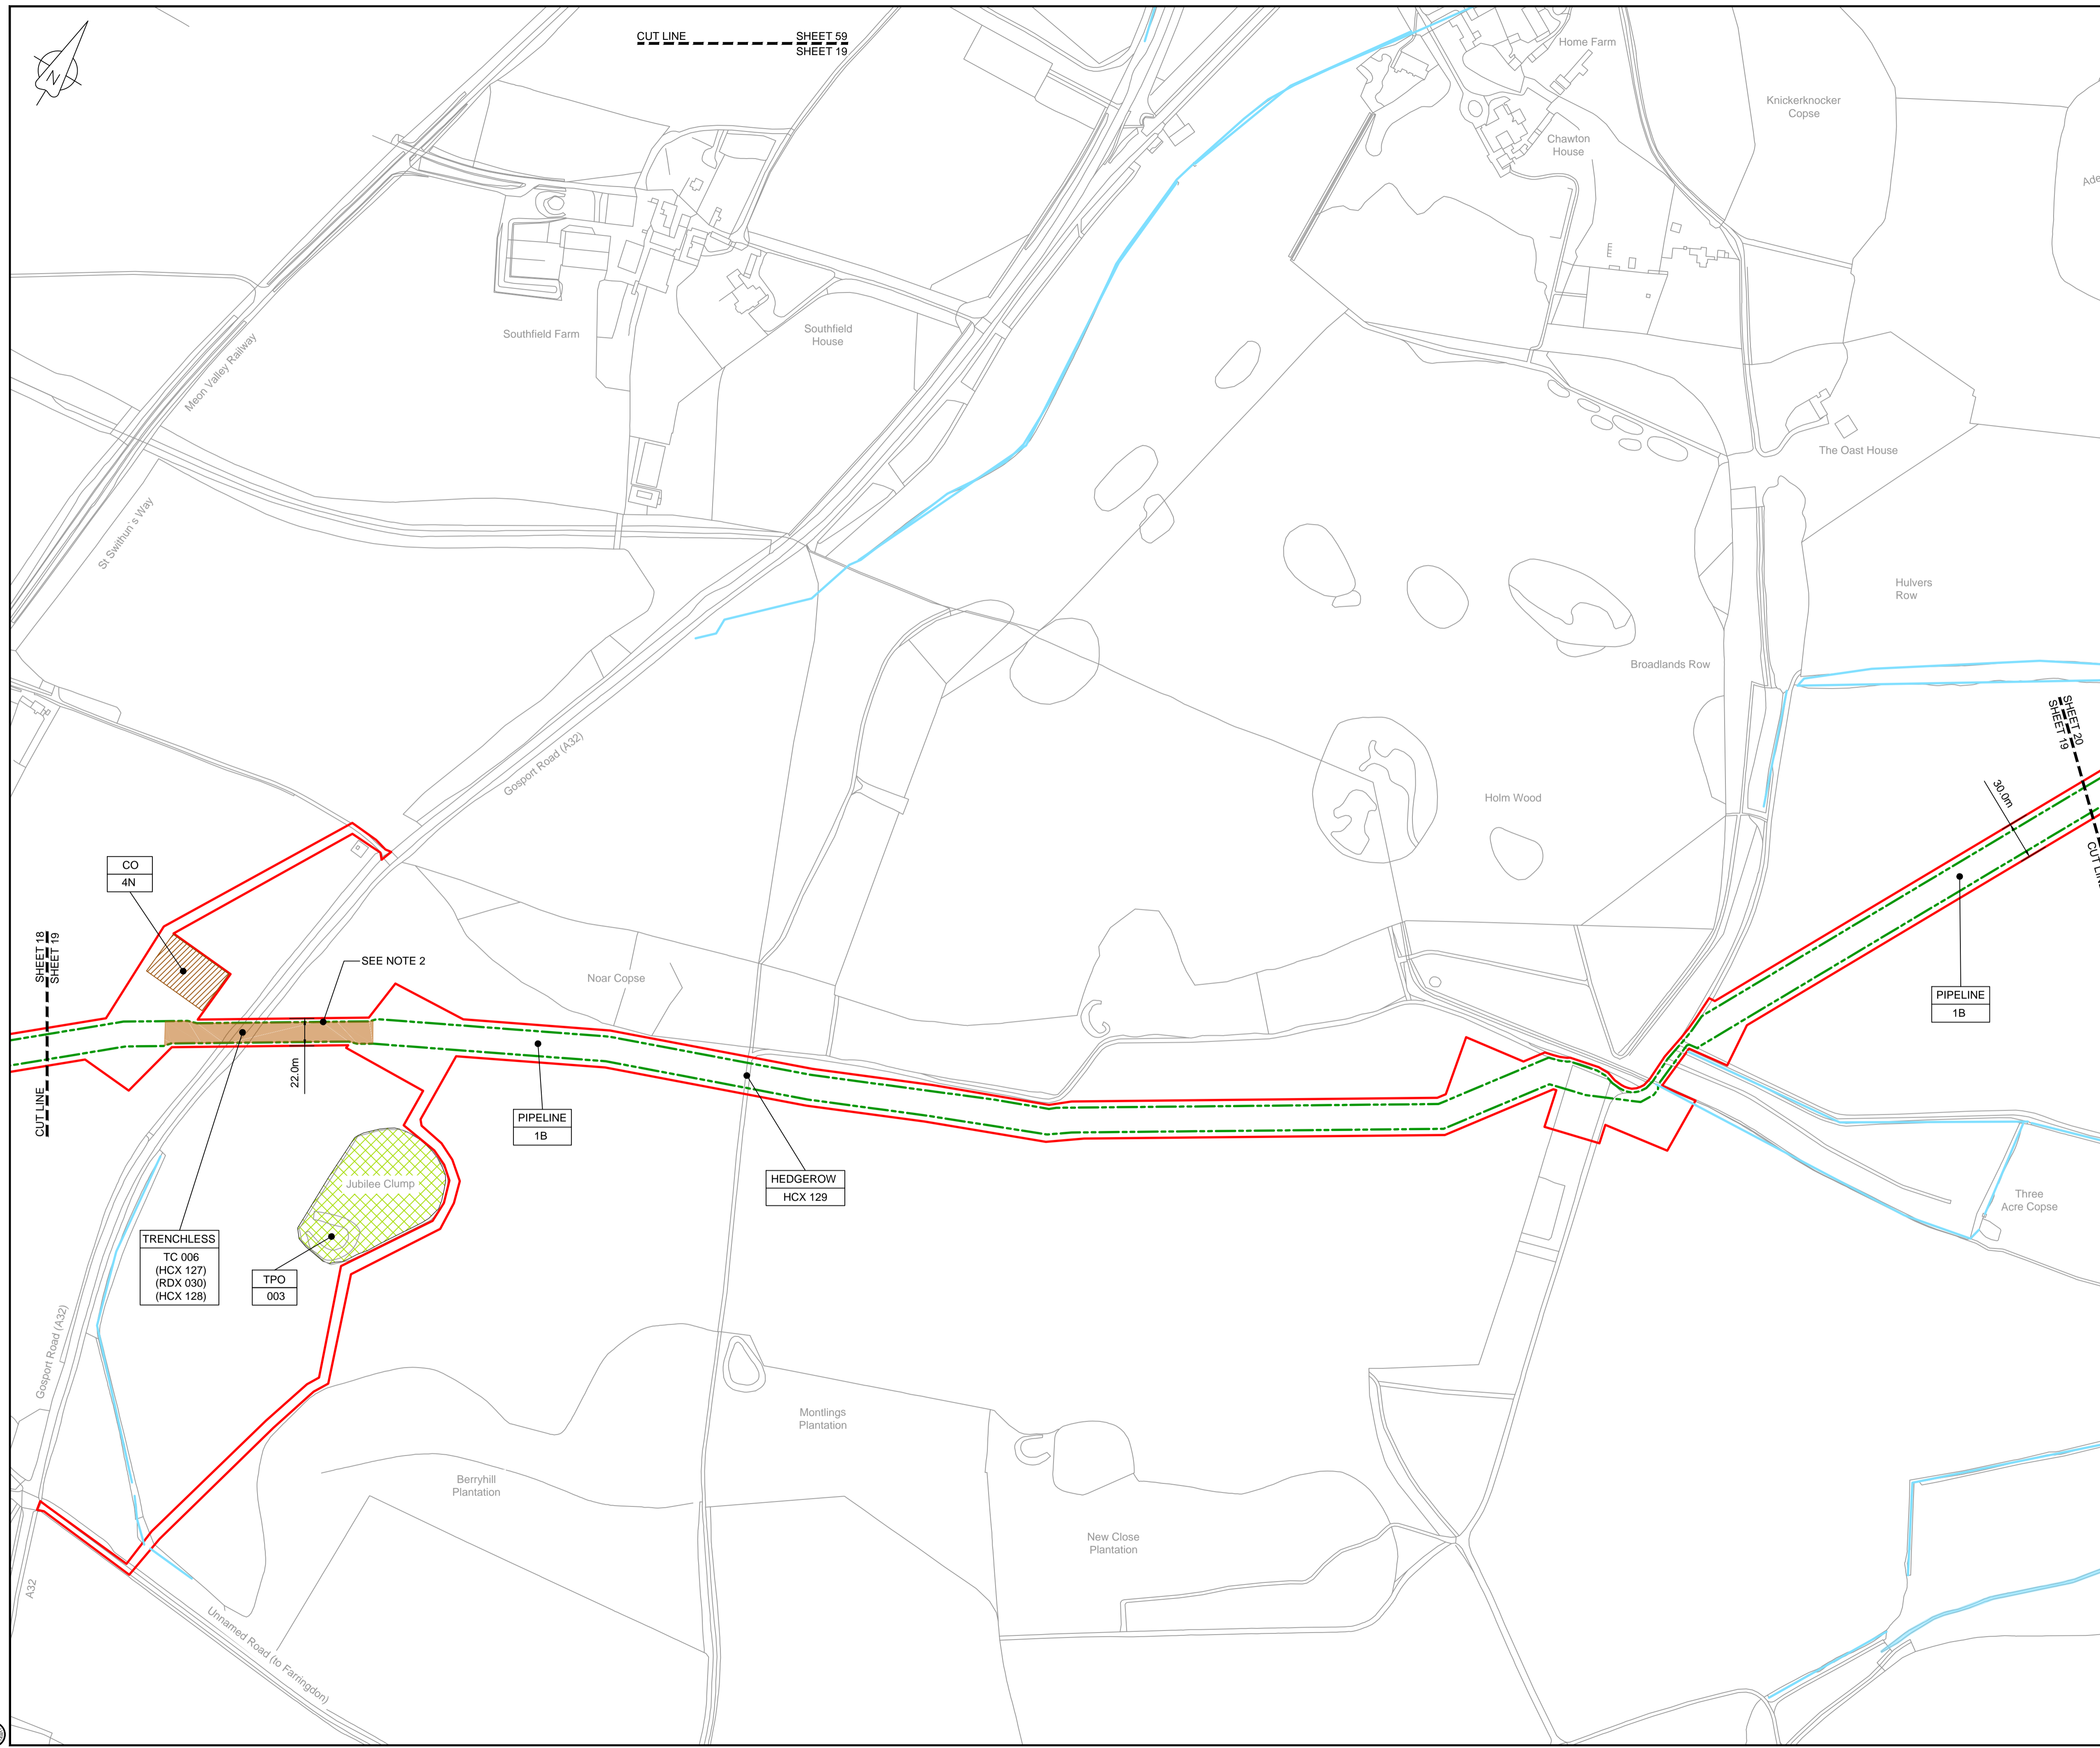 N
CUT LINE SHEET 59
SHEET 19
Home Farm
Knickerknocker
Copse
Chawton
House
Southfield Farm
Southfield
House
Meon Valley Railway
The Oast House
St Swithun's Way
Hulvers
Row
Broadlands Row
SHEET 20
SHEET 19
Gosport Road (A32)
30.0m
Holm Wood
CO
4N
CUT LINE
SHEET 18
SHEET 19
SEE NOTE 2
Noar Copse
PIPELINE
1B
22.0m
CUT LINE
PIPELINE
1B
HEDGEROW
HCX 129
Jubilee Clump
Three
Acre Copse
TRENCHLESS
TC 006
(HCX 127)
(RDX 030)
(HCX 128)
TPO
003
Gosport Road (A32)
Montlings
Plantation
Berryhill
Plantation
New Close
Plantation
A32
Unnamed Road (to Farringdon)